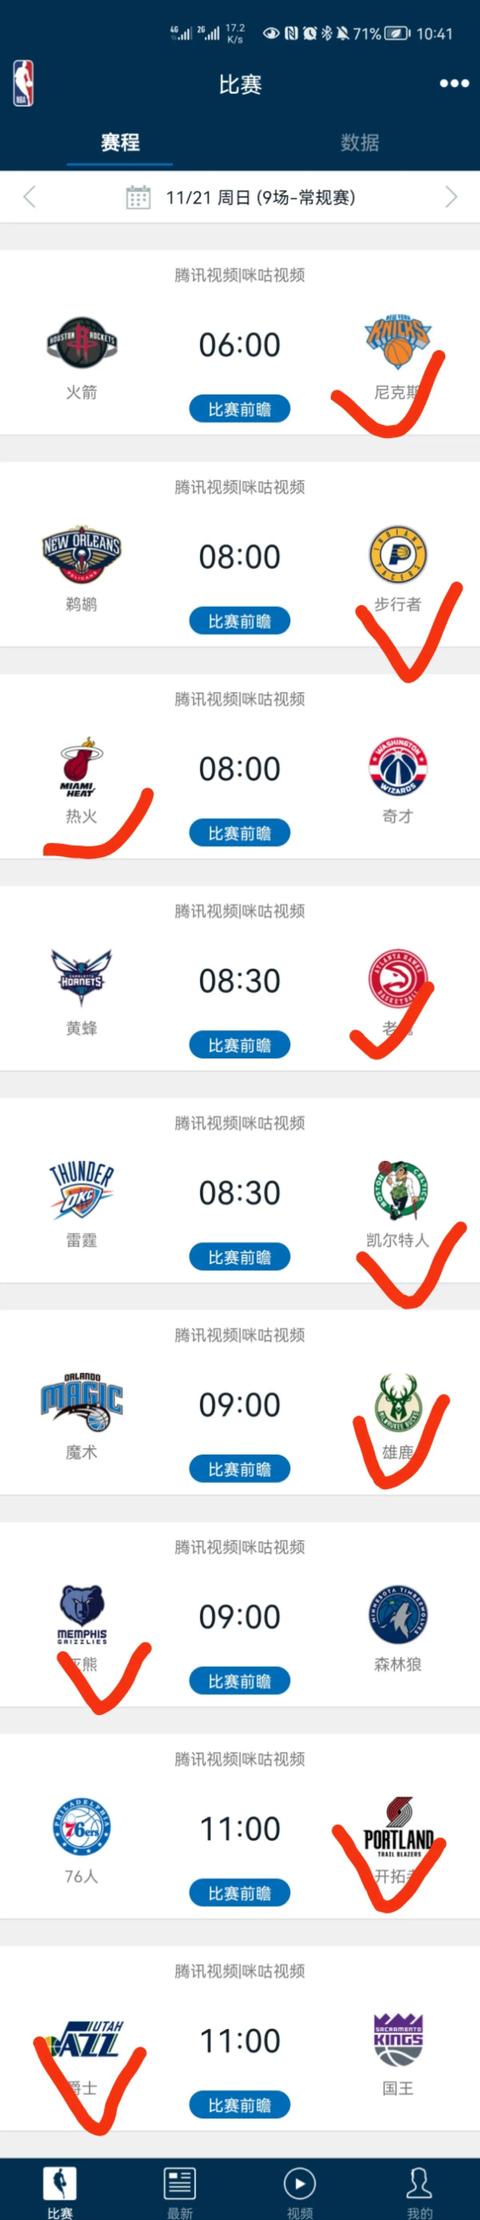 4G 2G 17.2 K/s 71% 10:41
NBA
比赛
赛程 数据
11/21 周日 (9场-常规赛)
腾讯视频|咪咕视频
HOUSTON ROCKETS 06:00 NEW YORK KNICKS
火箭 比赛前瞻 尼克斯
腾讯视频|咪咕视频
NEW ORLEANS PELICANS 08:00 INDIANA PACERS
鹈鹕 比赛前瞻 步行者
腾讯视频|咪咕视频
MIAMI HEAT 08:00 WASHINGTON WIZARDS
热火 比赛前瞻 奇才
腾讯视频|咪咕视频
CHARLOTTE HORNETS 08:30 ATLANTA HAWKS BASKETBALL
黄蜂 比赛前瞻 老
腾讯视频|咪咕视频
THUNDER OKC 08:30 BOSTON CELTICS
雷霆 比赛前瞻 凯尔特人
腾讯视频|咪咕视频
ORLANDO MAGIC 09:00 MILWAUKEE BUCKS
魔术 比赛前瞻 雄鹿
腾讯视频|咪咕视频
MEMPHIS GRIZZLIES 09:00 MINNESOTA TIMBERWOLVES
灰熊 比赛前瞻 森林狼
腾讯视频|咪咕视频
PHILADELPHIA 76ers 11:00 PORTLAND TRAIL BLAZERS
76人 比赛前瞻 开拓者
腾讯视频|咪咕视频
UTAH JAZZ 11:00 SACRAMENTO KINGS
爵士 比赛前瞻 国王
比赛 最新 视频 我的